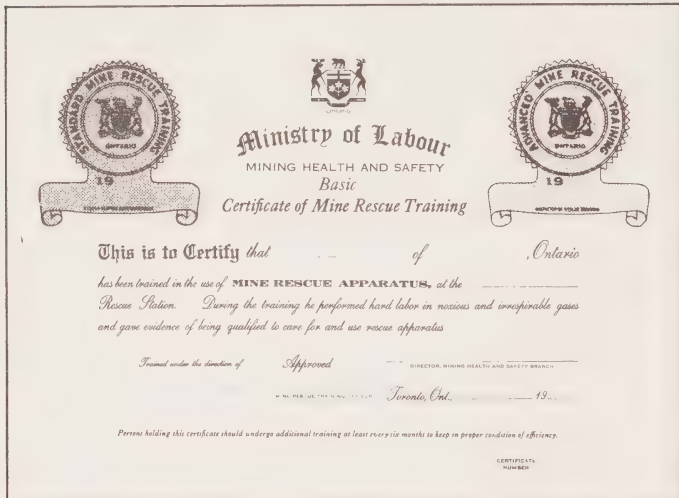 STANDARD MINE RESCUE TRAINING
ONTARIO
19
ONTARIO
Ministry of Labour
MINING HEALTH AND SAFETY
Basic
Certificate of Mine Rescue Training
ADVANCED MINE RESCUE TRAINING
ONTARIO
19
This is to Certify that of , Ontario
has been trained in the use of MINE RESCUE APPARATUS, at the
Rescue Station. During the training he performed hard labor in noxious and irrespirable gases
and gave evidence of being qualified to care for and use rescue apparatus
Trained under the direction of Approved
DIRECTOR, MINING HEALTH AND SAFETY BRANCH
Toronto, Ont., 19
Persons holding this certificate should undergo additional training at least every six months to keep in proper condition of efficiency.
CERTIFICATE
NUMBER